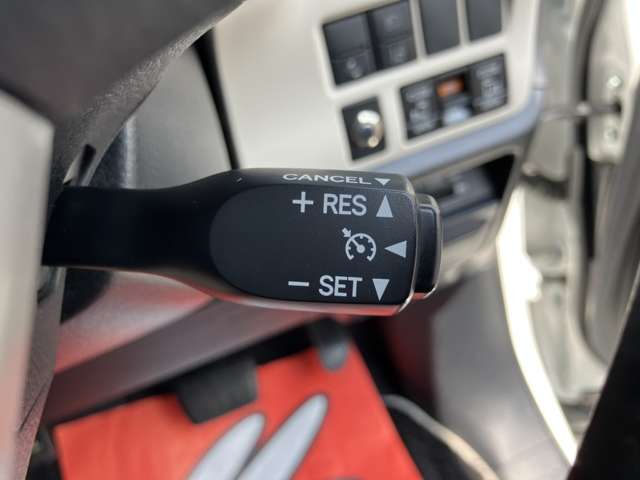 CANCEL ▼
+ RES ▲
◀
− SET ▼